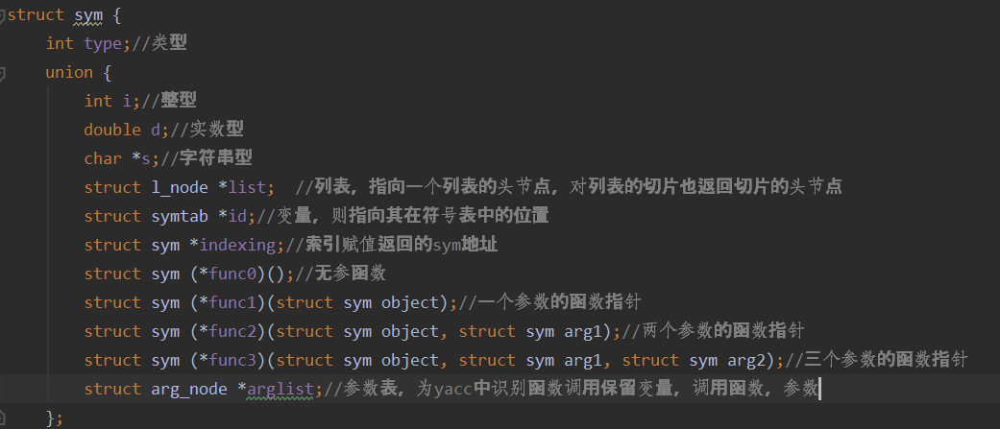 struct sym {
    int type;//类型
    union {
        int i;//整型
        double d;//实数型
        char *s;//字符串型
        struct l_node *list;  //列表，指向一个列表的头节点，对列表的切片也返回切片的头节点
        struct symtab *id;//变量，则指向其在符号表中的位置
        struct sym *indexing;//索引赋值返回的sym地址
        struct sym (*func0)();//无参函数
        struct sym (*func1)(struct sym object);//一个参数的函数指针
        struct sym (*func2)(struct sym object, struct sym arg1);//两个参数的函数指针
        struct sym (*func3)(struct sym object, struct sym arg1, struct sym arg2);//三个参数的函数指针
        struct arg_node *arglist;//参数表，为yacc中识别函数调用保留变量，调用函数，参数
    };